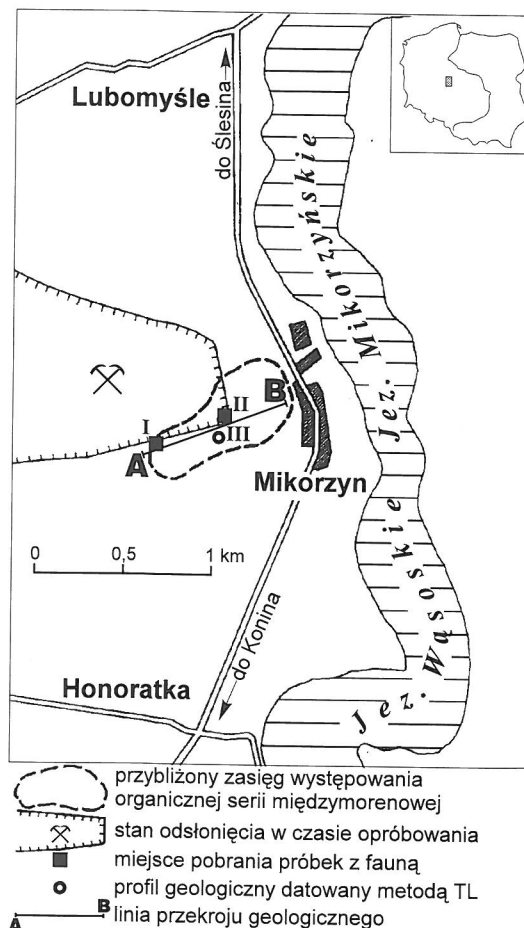 Lubomyśle
do Ślesina
Jez. Mikorzyńskie
I
II
III
A
B
Mikorzyn
0 0,5 1 km
do Konina
Jez. Wąsoskie
Honoratka
przybliżony zasięg występowania
organicznej serii międzymorenowej
stan odsłonięcia w czasie opróbowania
miejsce pobrania próbek z fauną
profil geologiczny datowany metodą TL
A B linia przekroju geologicznego